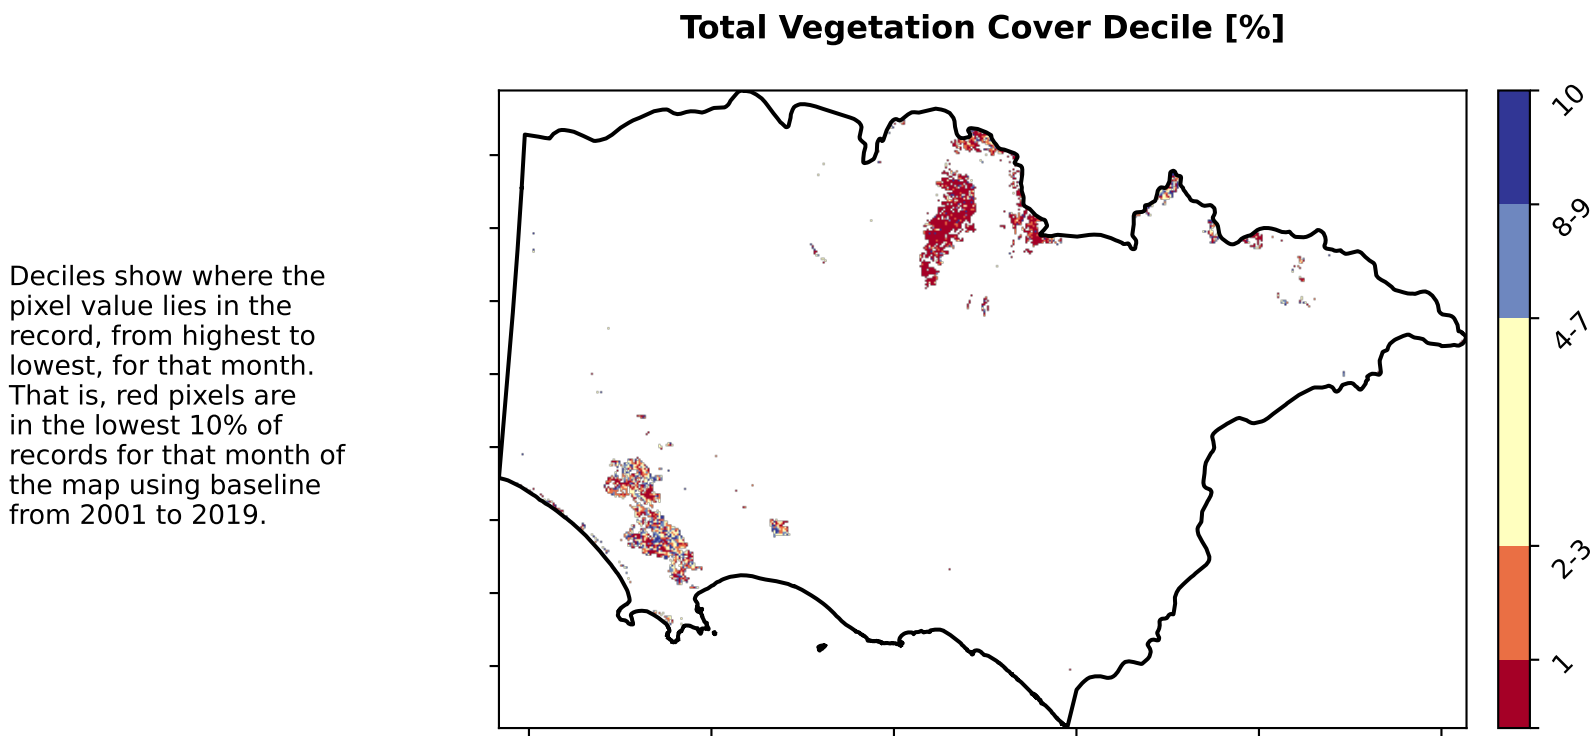 Total Vegetation Cover Decile [%]
Deciles show where the
pixel value lies in the
record, from highest to
lowest, for that month.
That is, red pixels are
in the lowest 10% of
records for that month of
the map using baseline
from 2001 to 2019.
10
8-9
4-7
2-3
1